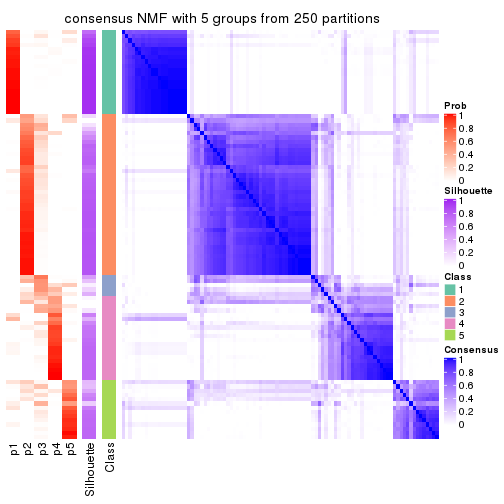 consensus NMF with 5 groups from 250 partitions
Prob
1
0.8
0.6
0.4
0.2
0
Silhouette
1
0.8
0.6
0.4
0.2
0
Class
1
2
3
4
5
Consensus
1
0.8
0.6
0.4
0.2
0
p1
p2
p3
p4
p5
Silhouette
Class